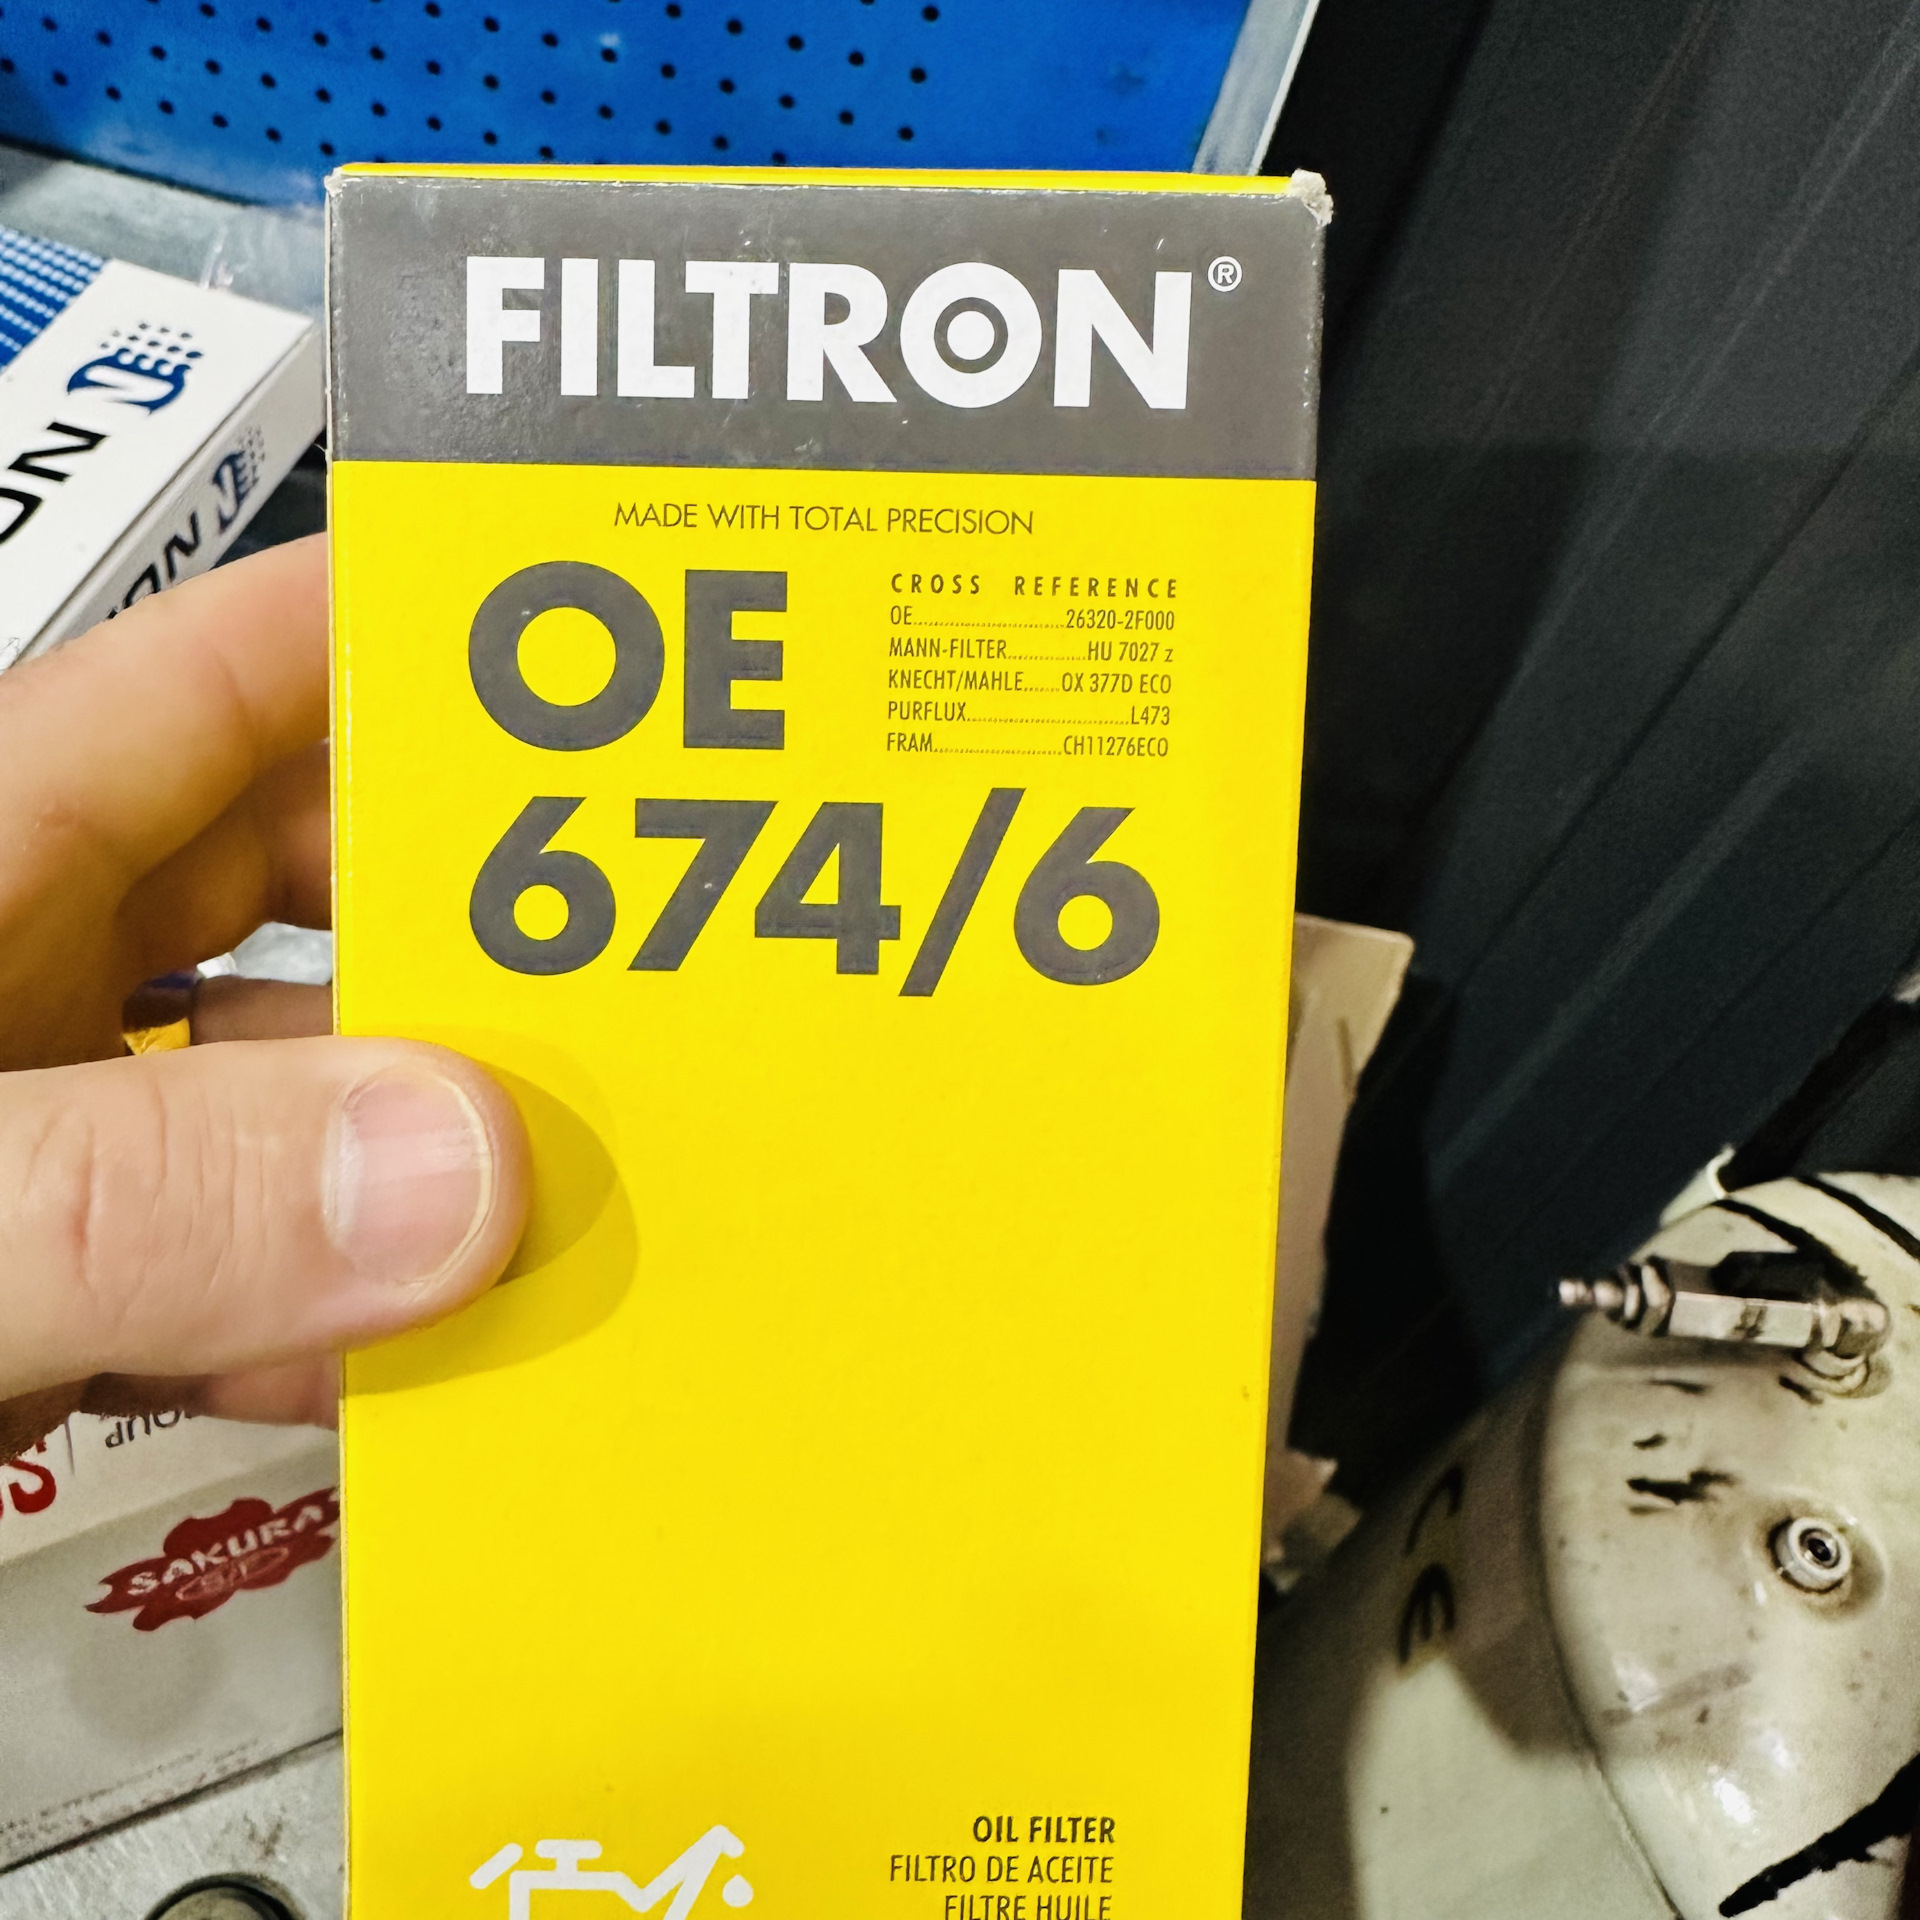 FILTRON®
MADE WITH TOTAL PRECISION
OE
674/6
CROSS REFERENCE
OE..........26320-2F000
MANN-FILTER..........HU 7027 z
KNECHT/MAHLE..........OX 377D ECO
PURFLUX..........L473
FRAM..........CH11276ECO
OIL FILTER
FILTRO DE ACEITE
FILTRE HUILE
SAKURA
CE